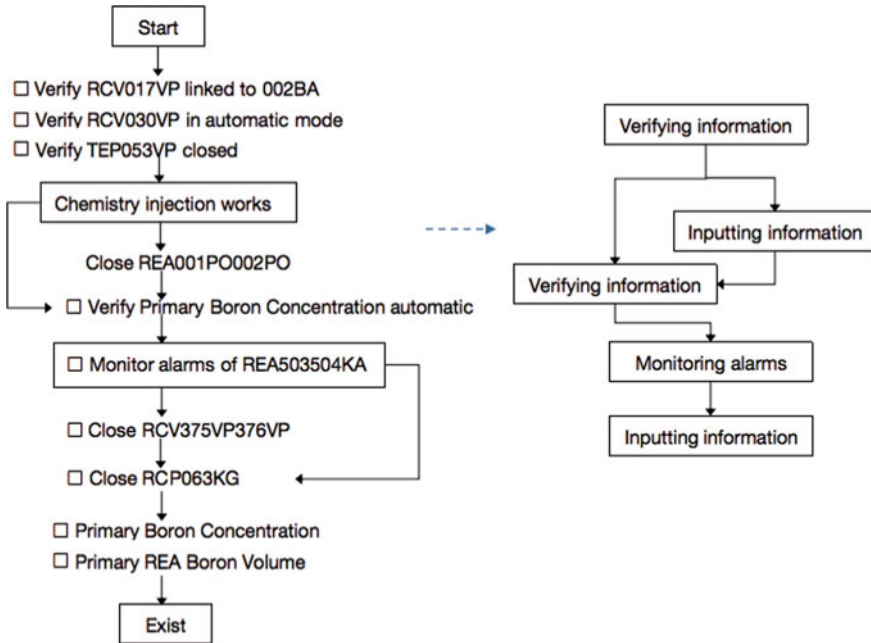 Start
☐ Verify RCV017VP linked to 002BA
☐ Verify RCV030VP in automatic mode
☐ Verify TEP053VP closed
Chemistry injection works
Close REA001PO002PO
☐ Verify Primary Boron Concentration automatic
☐ Monitor alarms of REA503504KA
☐ Close RCV375VP376VP
☐ Close RCP063KG
☐ Primary Boron Concentration
☐ Primary REA Boron Volume
Exist
Verifying information
Inputting information
Verifying information
Monitoring alarms
Inputting information